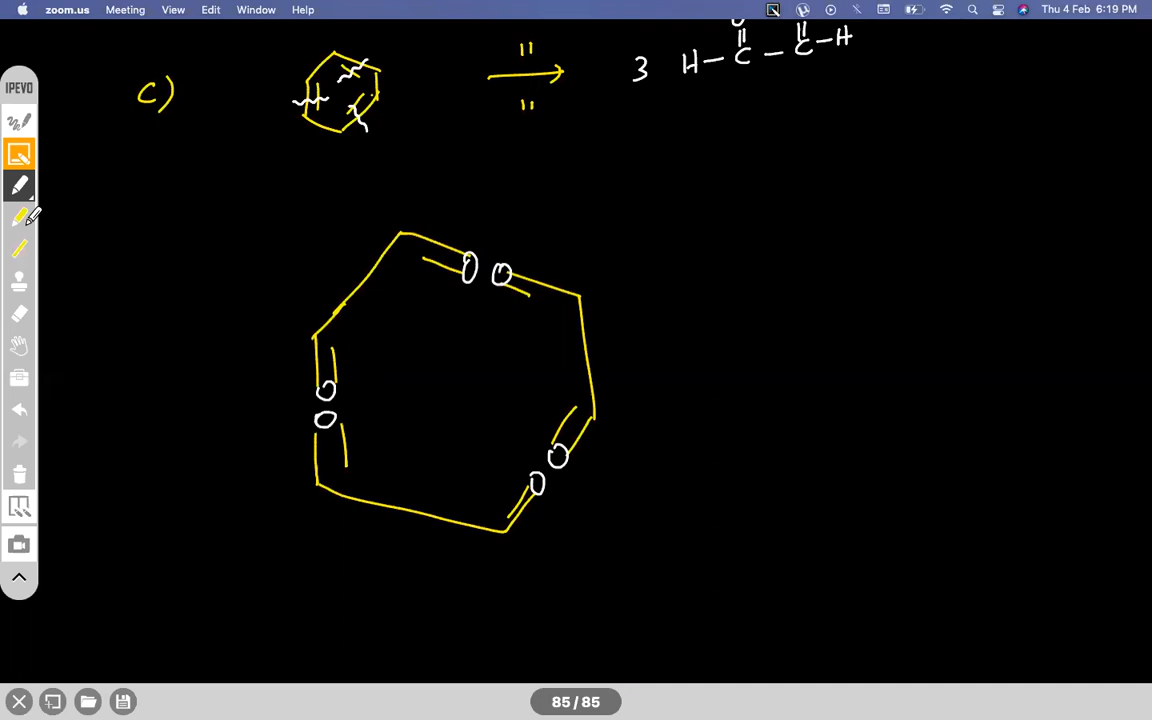 zoom.us Meeting View Edit Window Help Thu 4 Feb 6:19 PM
IPEVO
c) " " 3 H - C - C - H
O O
O
O
O
O
85 / 85